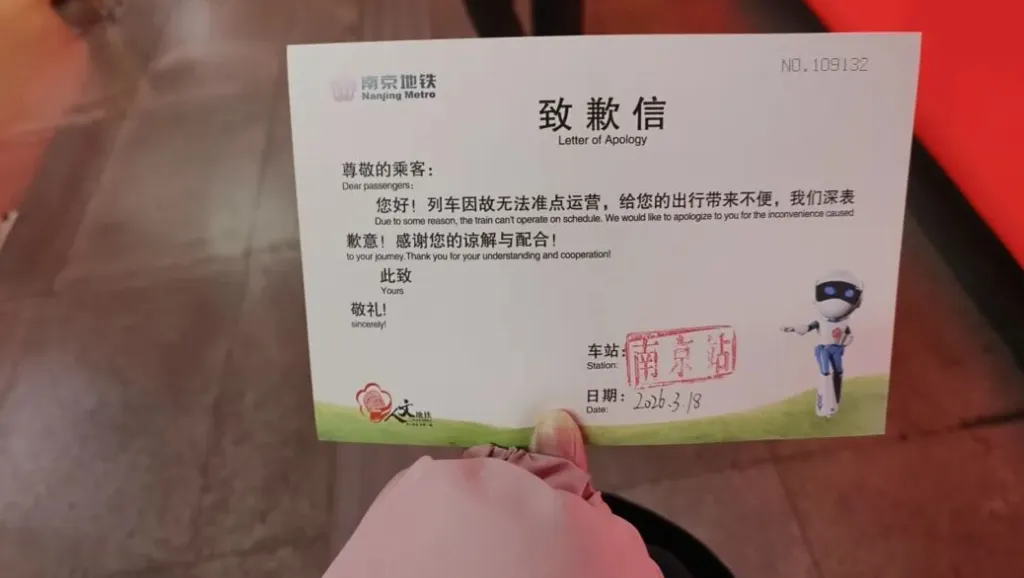 南京地铁
Nanjing Metro
NO.109132
致歉信
Letter of Apology
尊敬的乘客：
Dear passengers:
您好！列车因故无法准点运营，给您的出行带来不便，我们深表
Due to some reason, the train can't operate on schedule. We would like to apologize to you for the inconvenience caused
歉意！感谢您的谅解与配合！
to your journey.Thank you for your understanding and cooperation!
此致
Yours
敬礼!
sincerely!
车站：南京站
Station:
日期：2026.3.18
Date:
人文地铁